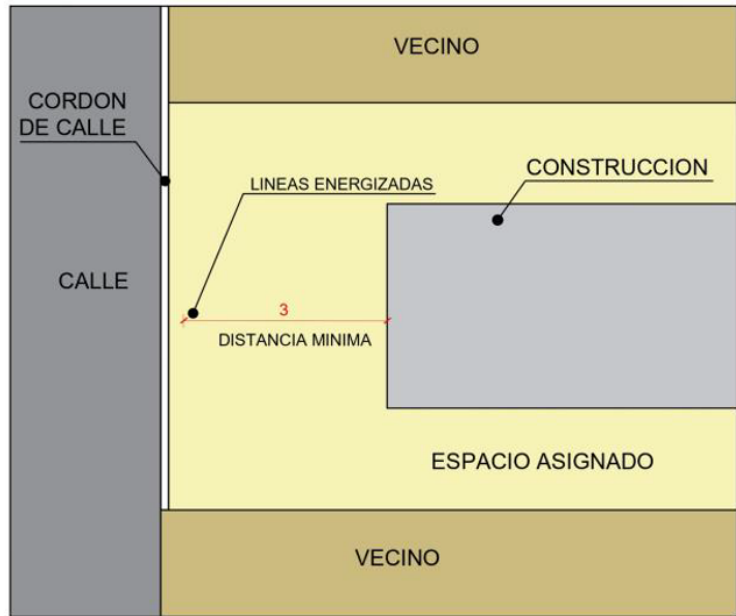 VECINO
CORDON
DE CALLE
LINEAS ENERGIZADAS
CONSTRUCCION
CALLE
3
DISTANCIA MINIMA
ESPACIO ASIGNADO
VECINO